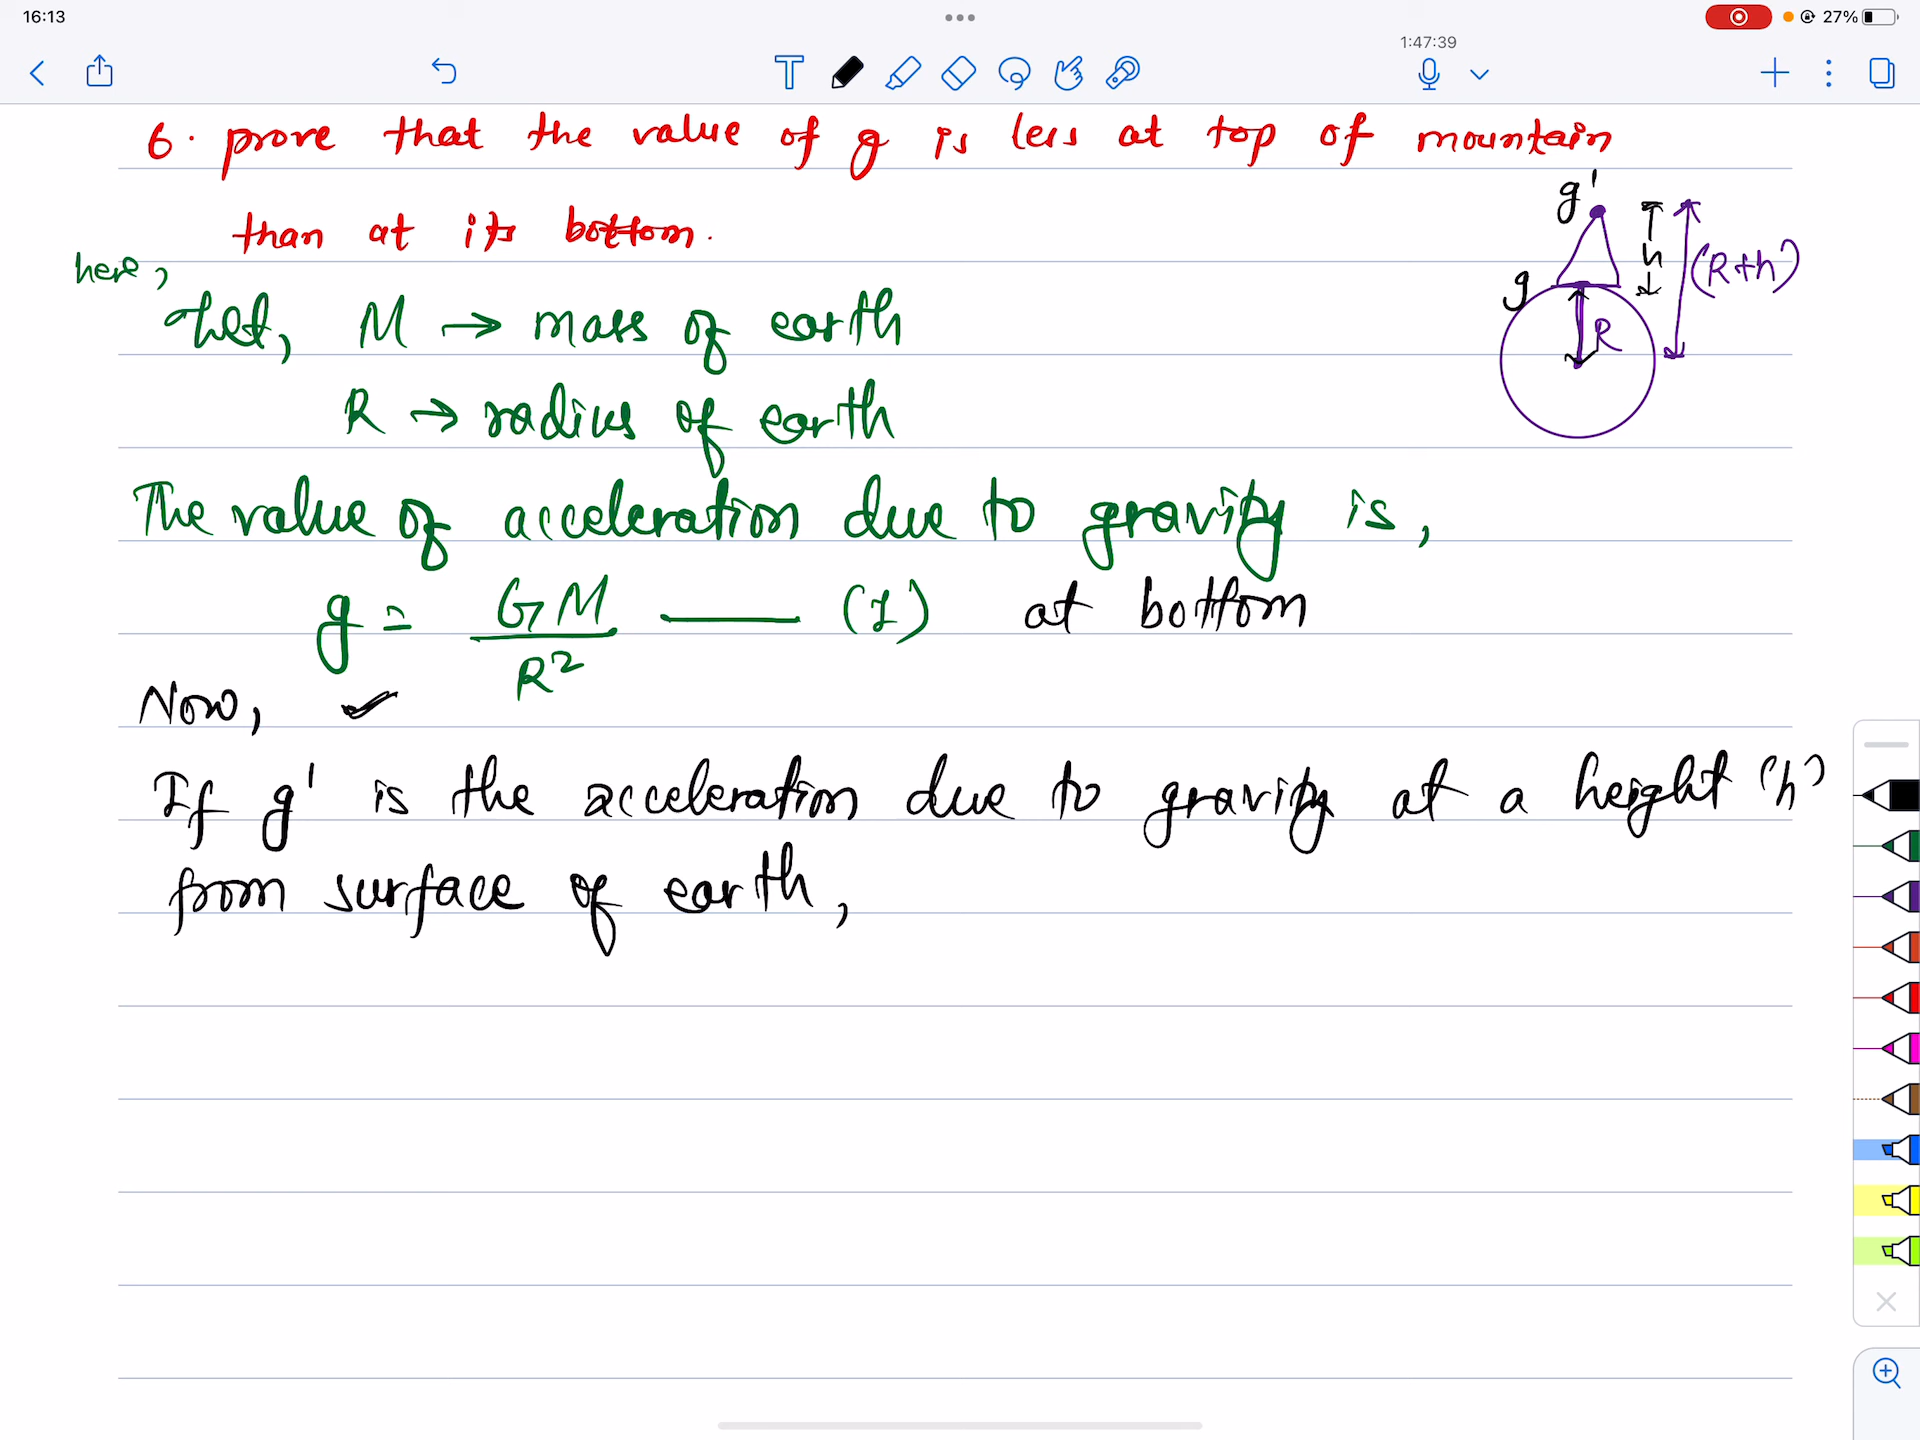 16:13
27%
1:47:39
6. prove that the value of g is less at top of mountain
than at its bottom.
here,
Let, M → mass of earth
R → radius of earth
The value of acceleration due to gravity is,
g = GM/R² —— (1) at bottom
Now, ✓
If g' is the acceleration due to gravity at a height 'h'
from surface of earth,
g'
h
(R+h)
g
R